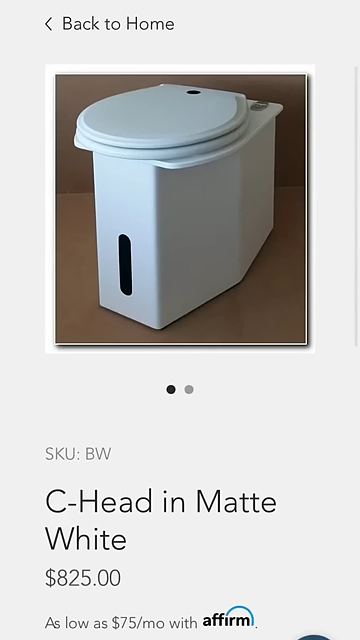 Back to Home
SKU: BW
C-Head in Matte
White
$825.00
As low as $75/mo with affirm.